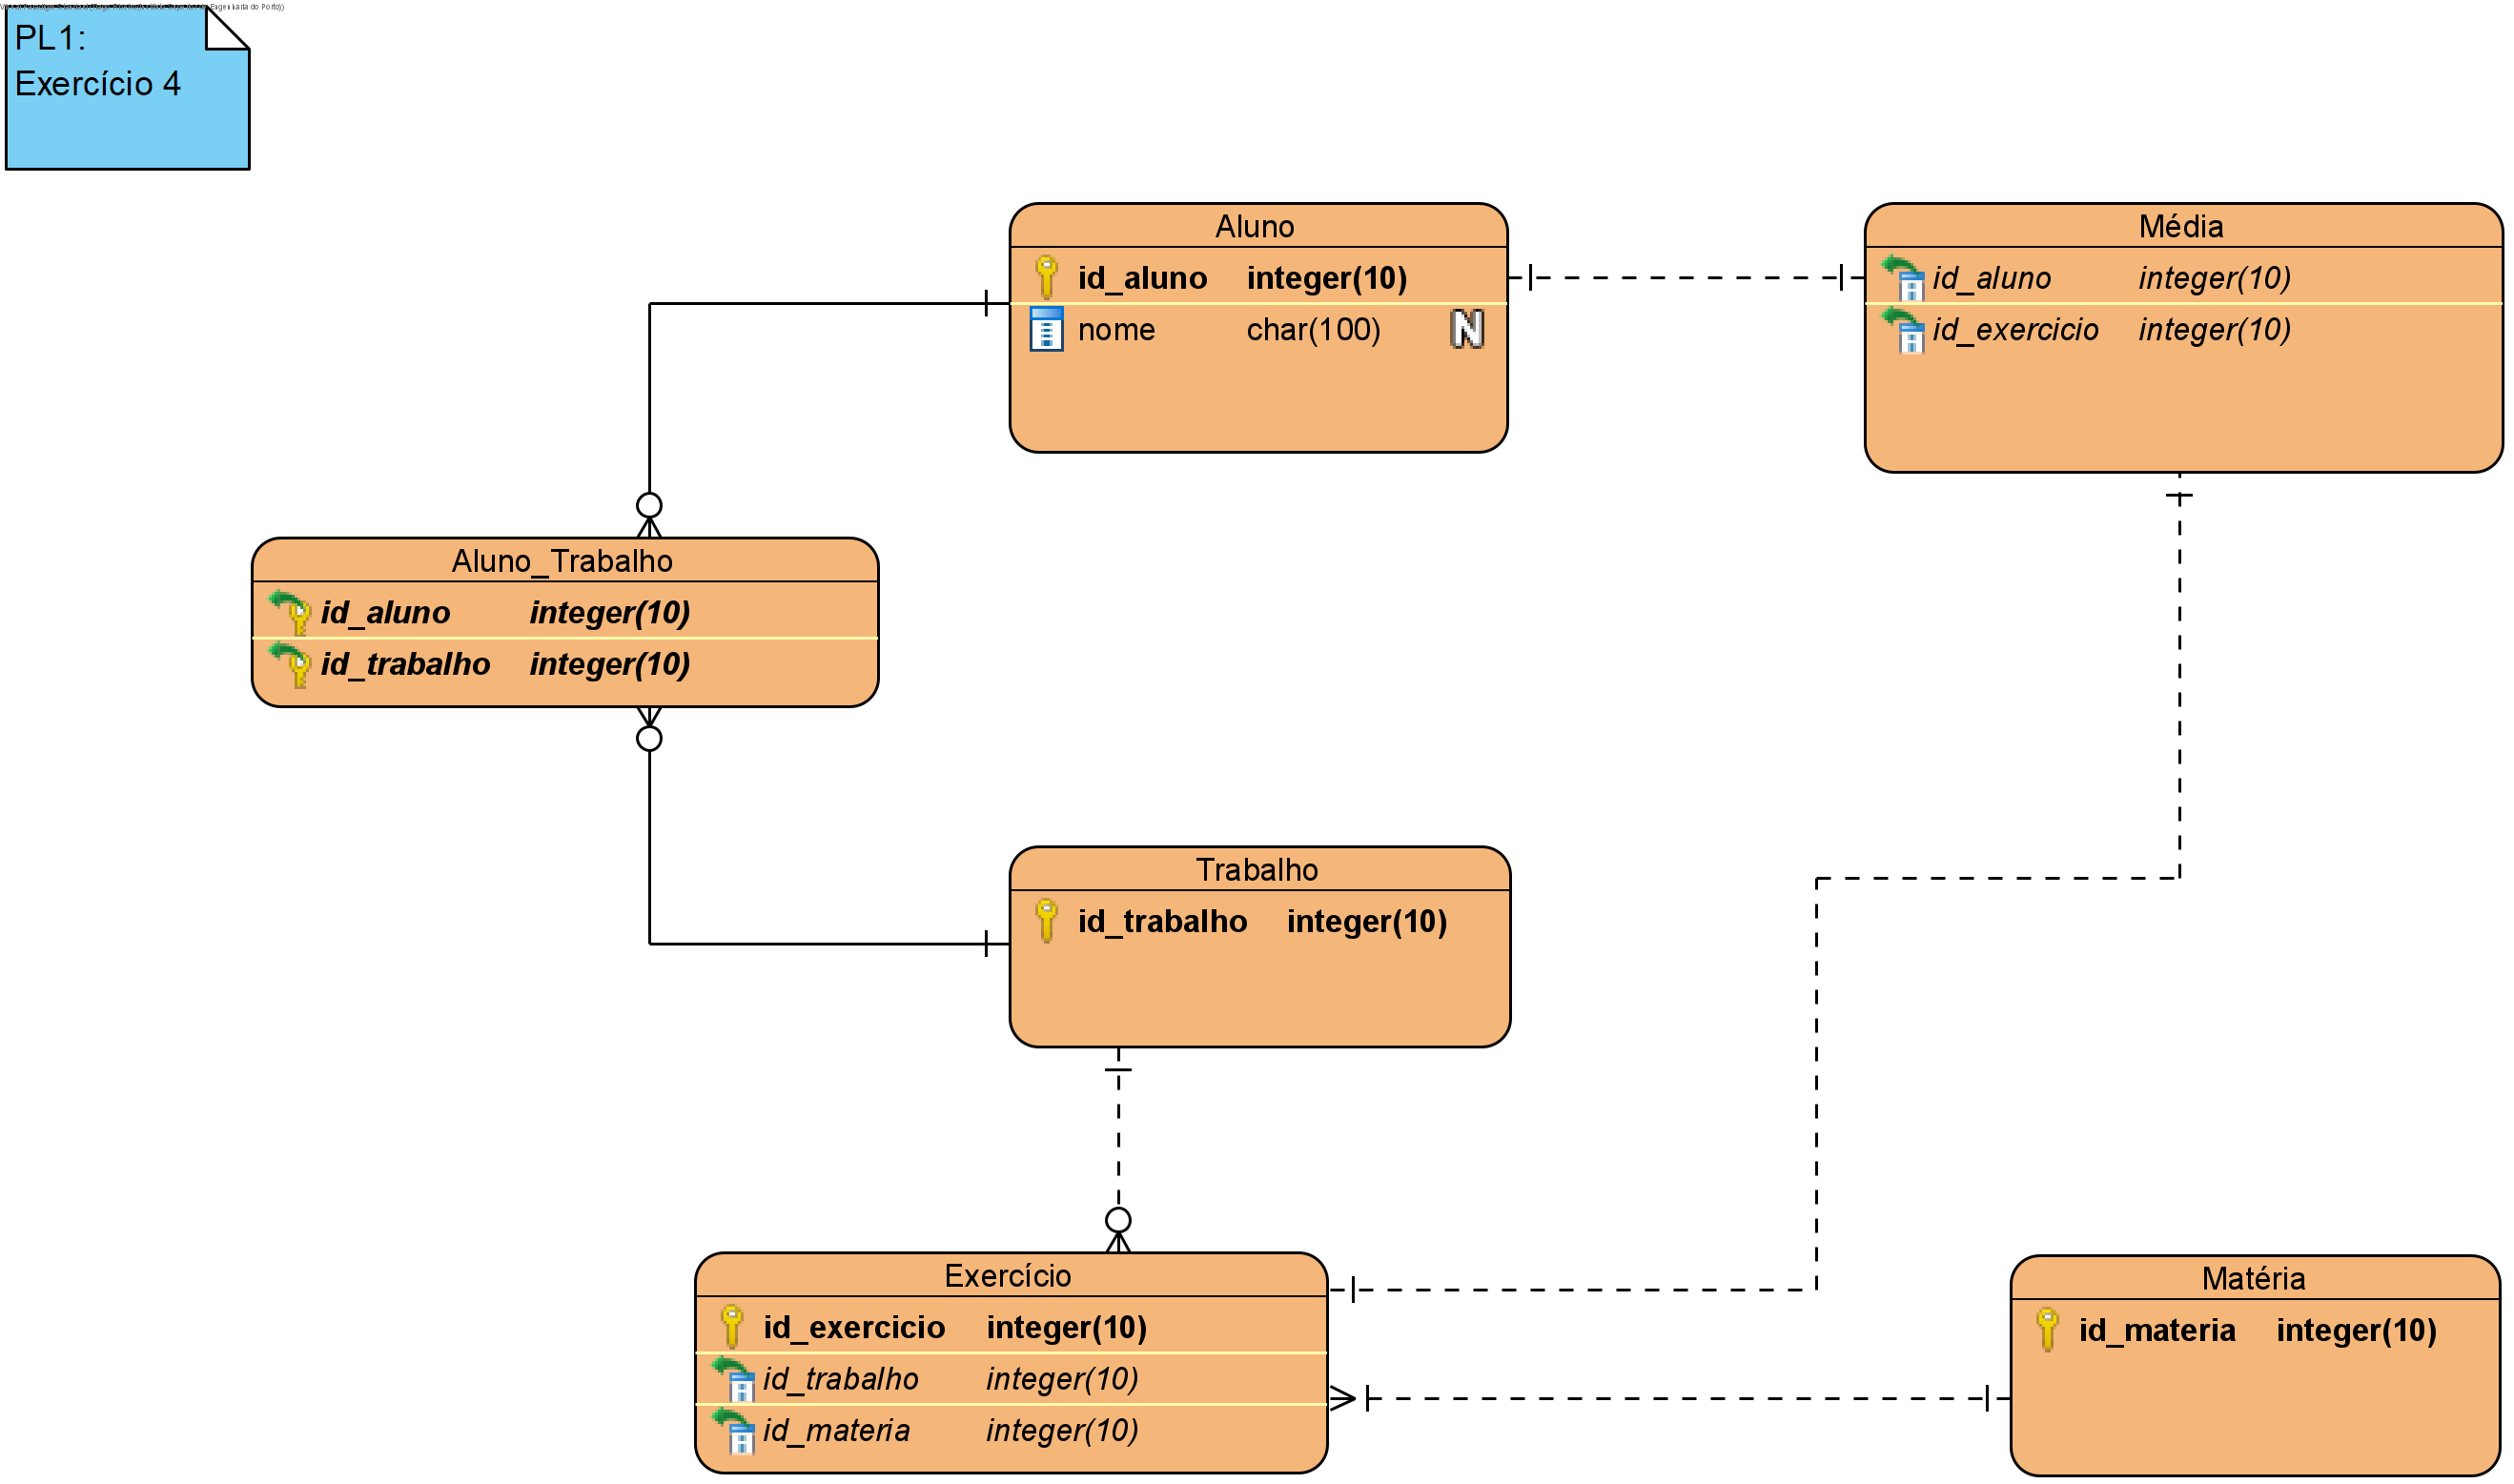 PL1:
Exercício 4
Aluno
id_aluno integer(10)
nome char(100) N
Média
id_aluno integer(10)
id_exercicio integer(10)
Aluno_Trabalho
id_aluno integer(10)
id_trabalho integer(10)
Trabalho
id_trabalho integer(10)
Exercício
id_exercicio integer(10)
id_trabalho integer(10)
id_materia integer(10)
Matéria
id_materia integer(10)